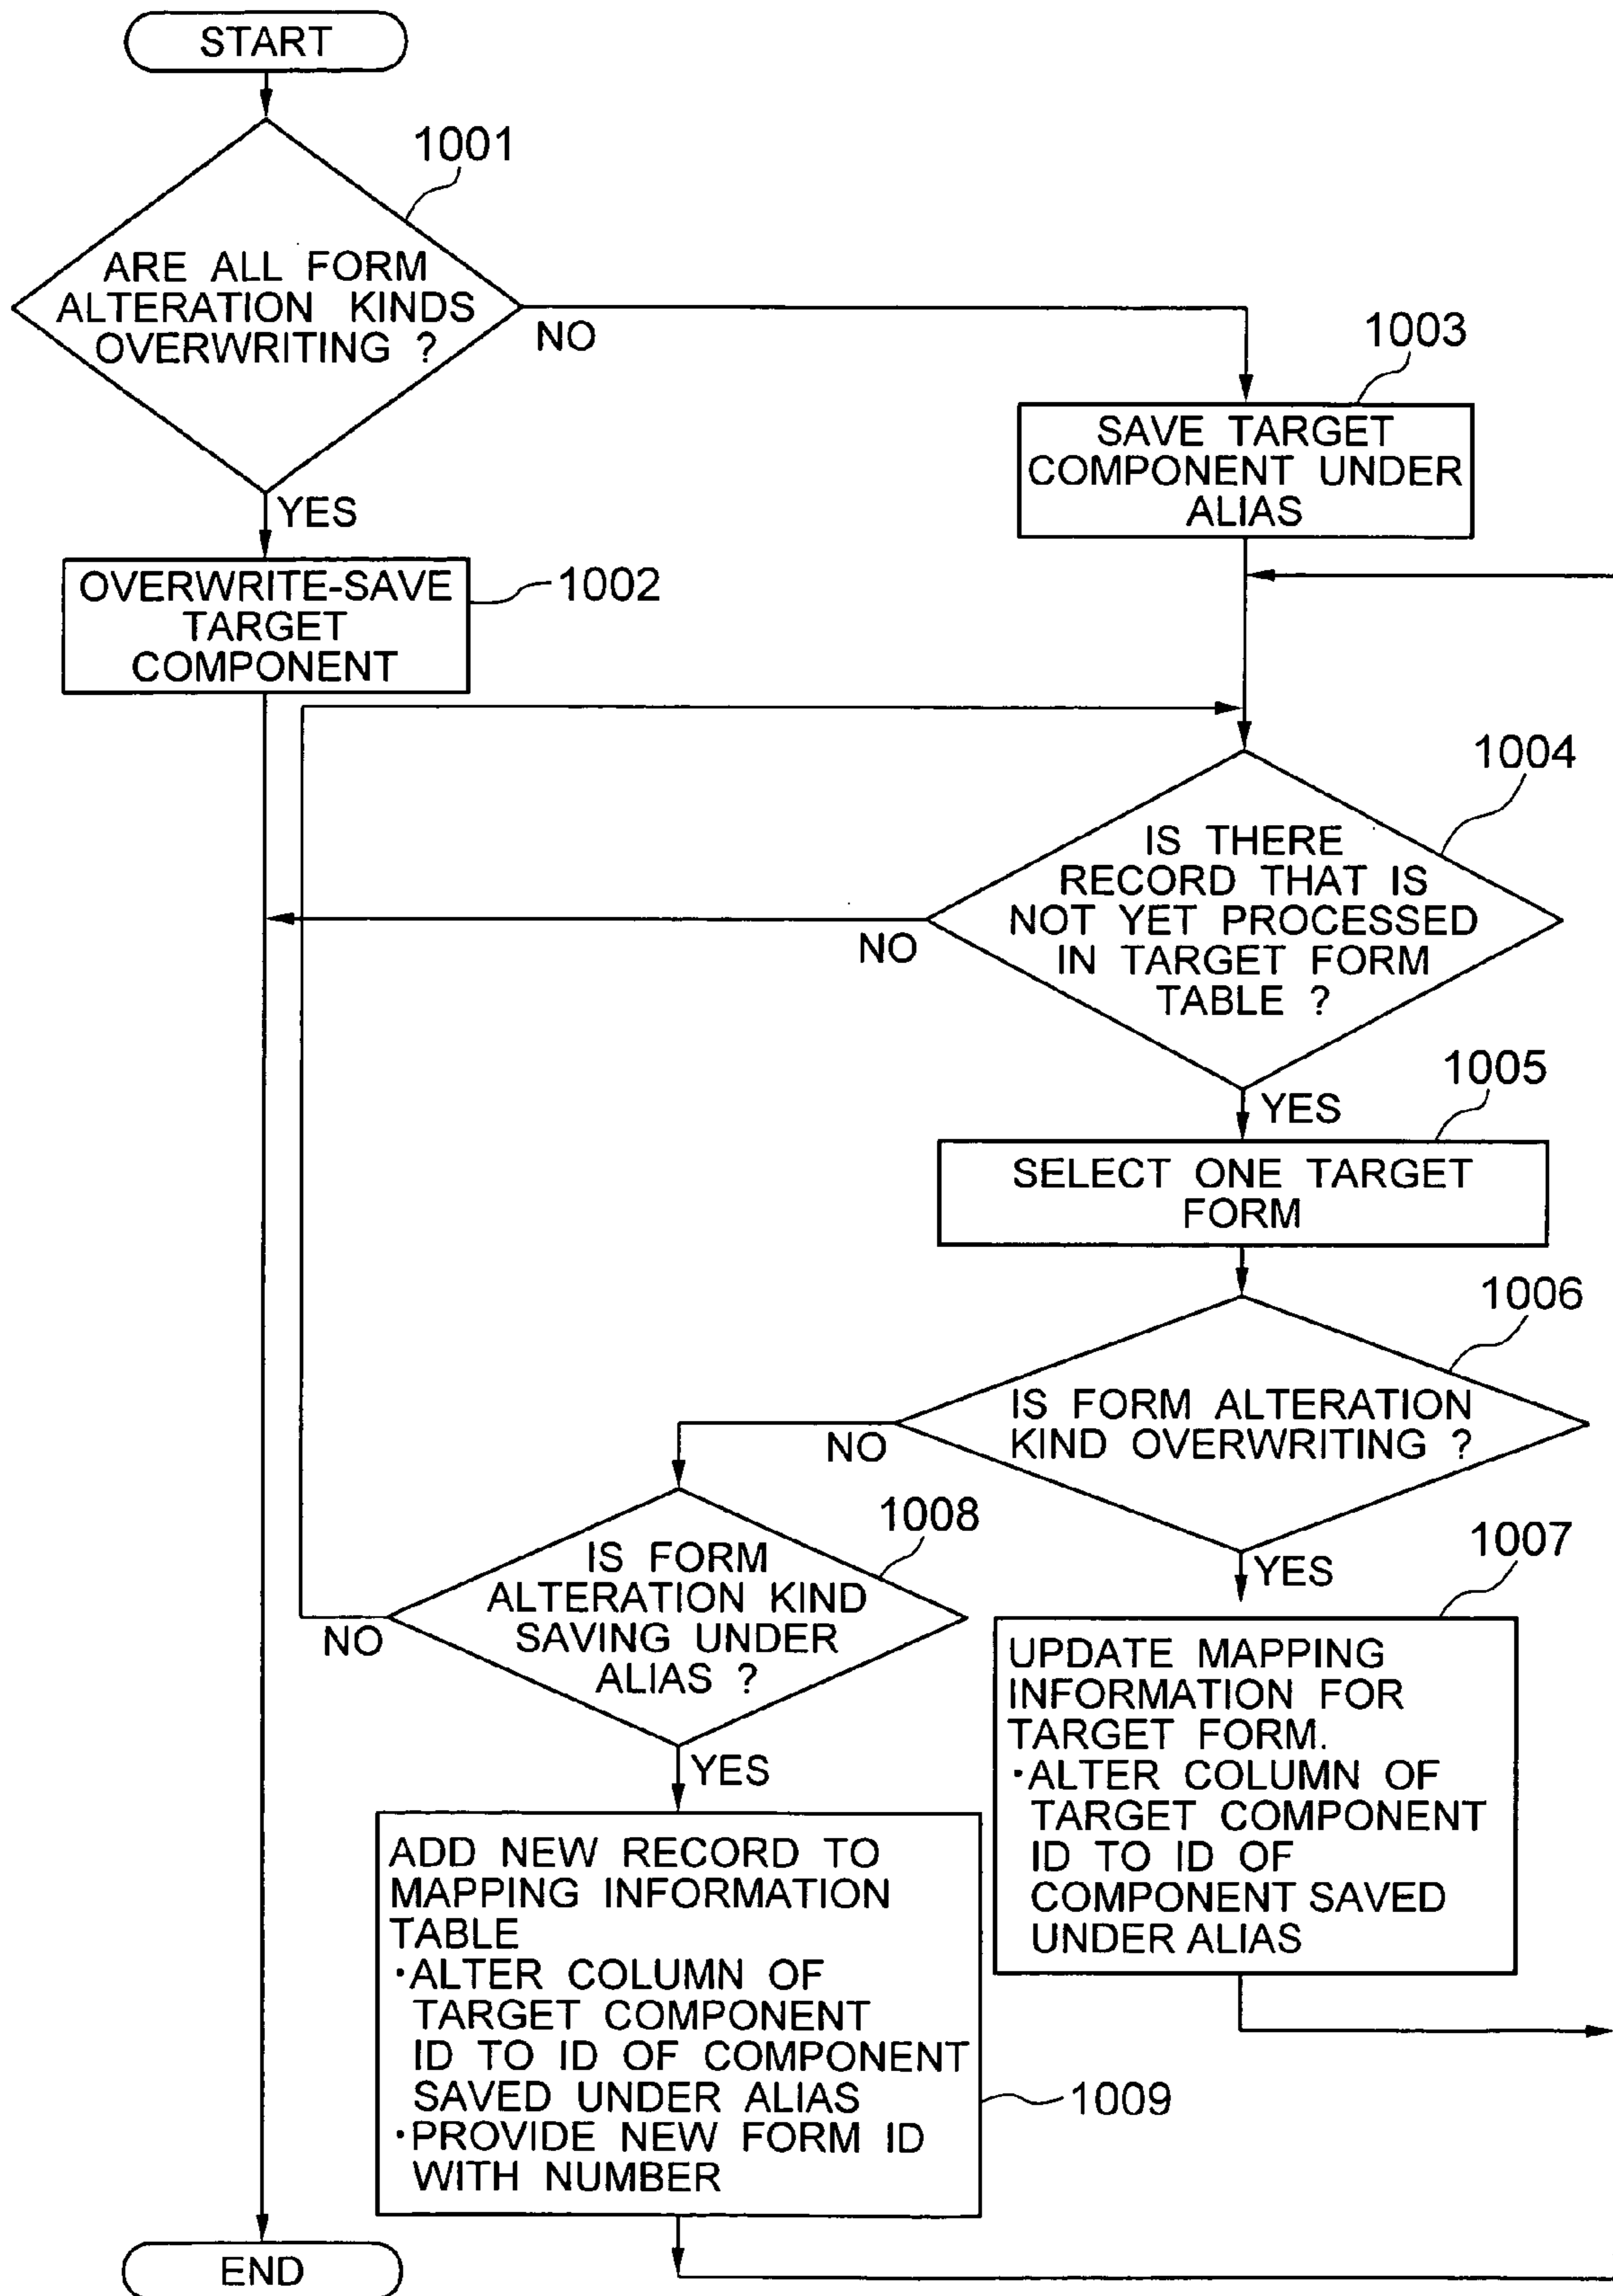 START
1001
ARE ALL FORM
ALTERATION KINDS
OVERWRITING ?
NO
YES
1003
SAVE TARGET
COMPONENT UNDER
ALIAS
OVERWRITE-SAVE
TARGET
COMPONENT
1002
1004
IS THERE
RECORD THAT IS
NOT YET PROCESSED
IN TARGET FORM
TABLE ?
NO
YES
1005
SELECT ONE TARGET
FORM
1006
IS FORM ALTERATION
KIND OVERWRITING ?
NO
YES
1008
IS FORM
ALTERATION KIND
SAVING UNDER
ALIAS ?
NO
YES
1007
UPDATE MAPPING
INFORMATION FOR
TARGET FORM.
・ALTER COLUMN OF
TARGET COMPONENT
ID TO ID OF
COMPONENT SAVED
UNDER ALIAS
ADD NEW RECORD TO
MAPPING INFORMATION
TABLE
・ALTER COLUMN OF
TARGET COMPONENT
ID TO ID OF COMPONENT
SAVED UNDER ALIAS
・PROVIDE NEW FORM ID
WITH NUMBER
1009
END